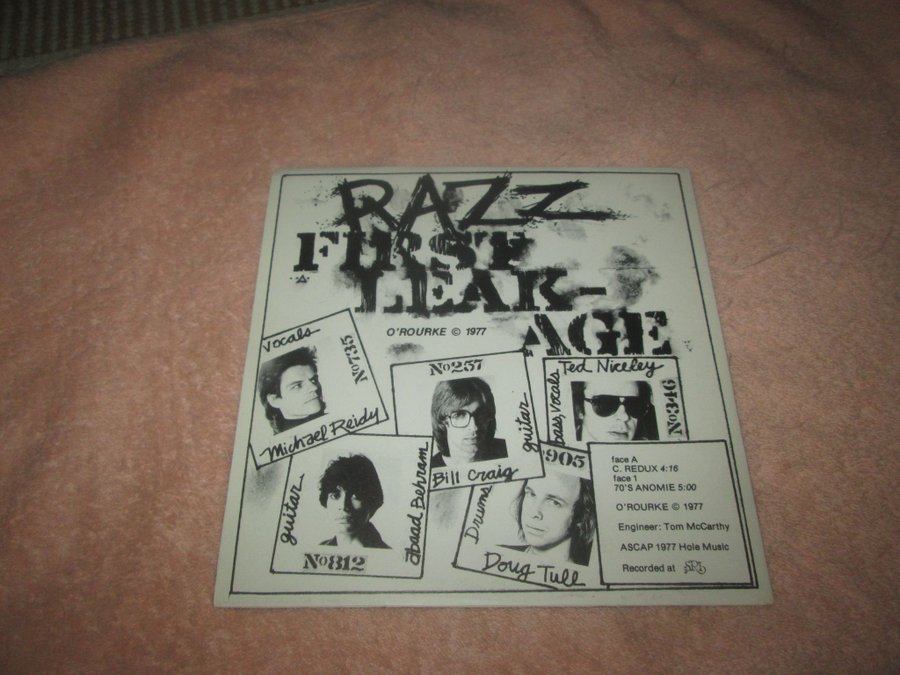 RAZZ
FIRST
LEAK-
AGE
O'ROURKE © 1977
Vocals
No735
Michael Reidy
No257
guitar
Bill Craig
Ted Niceley
bass, Vocals
No346
guitar
abaad Behram
No812
905
Drums
Doug Tull
face A
C. REDUX 4:16
face 1
70'S ANOMIE 5:00
O'ROURKE © 1977
Engineer: Tom McCarthy
ASCAP 1977 Hole Music
Recorded at